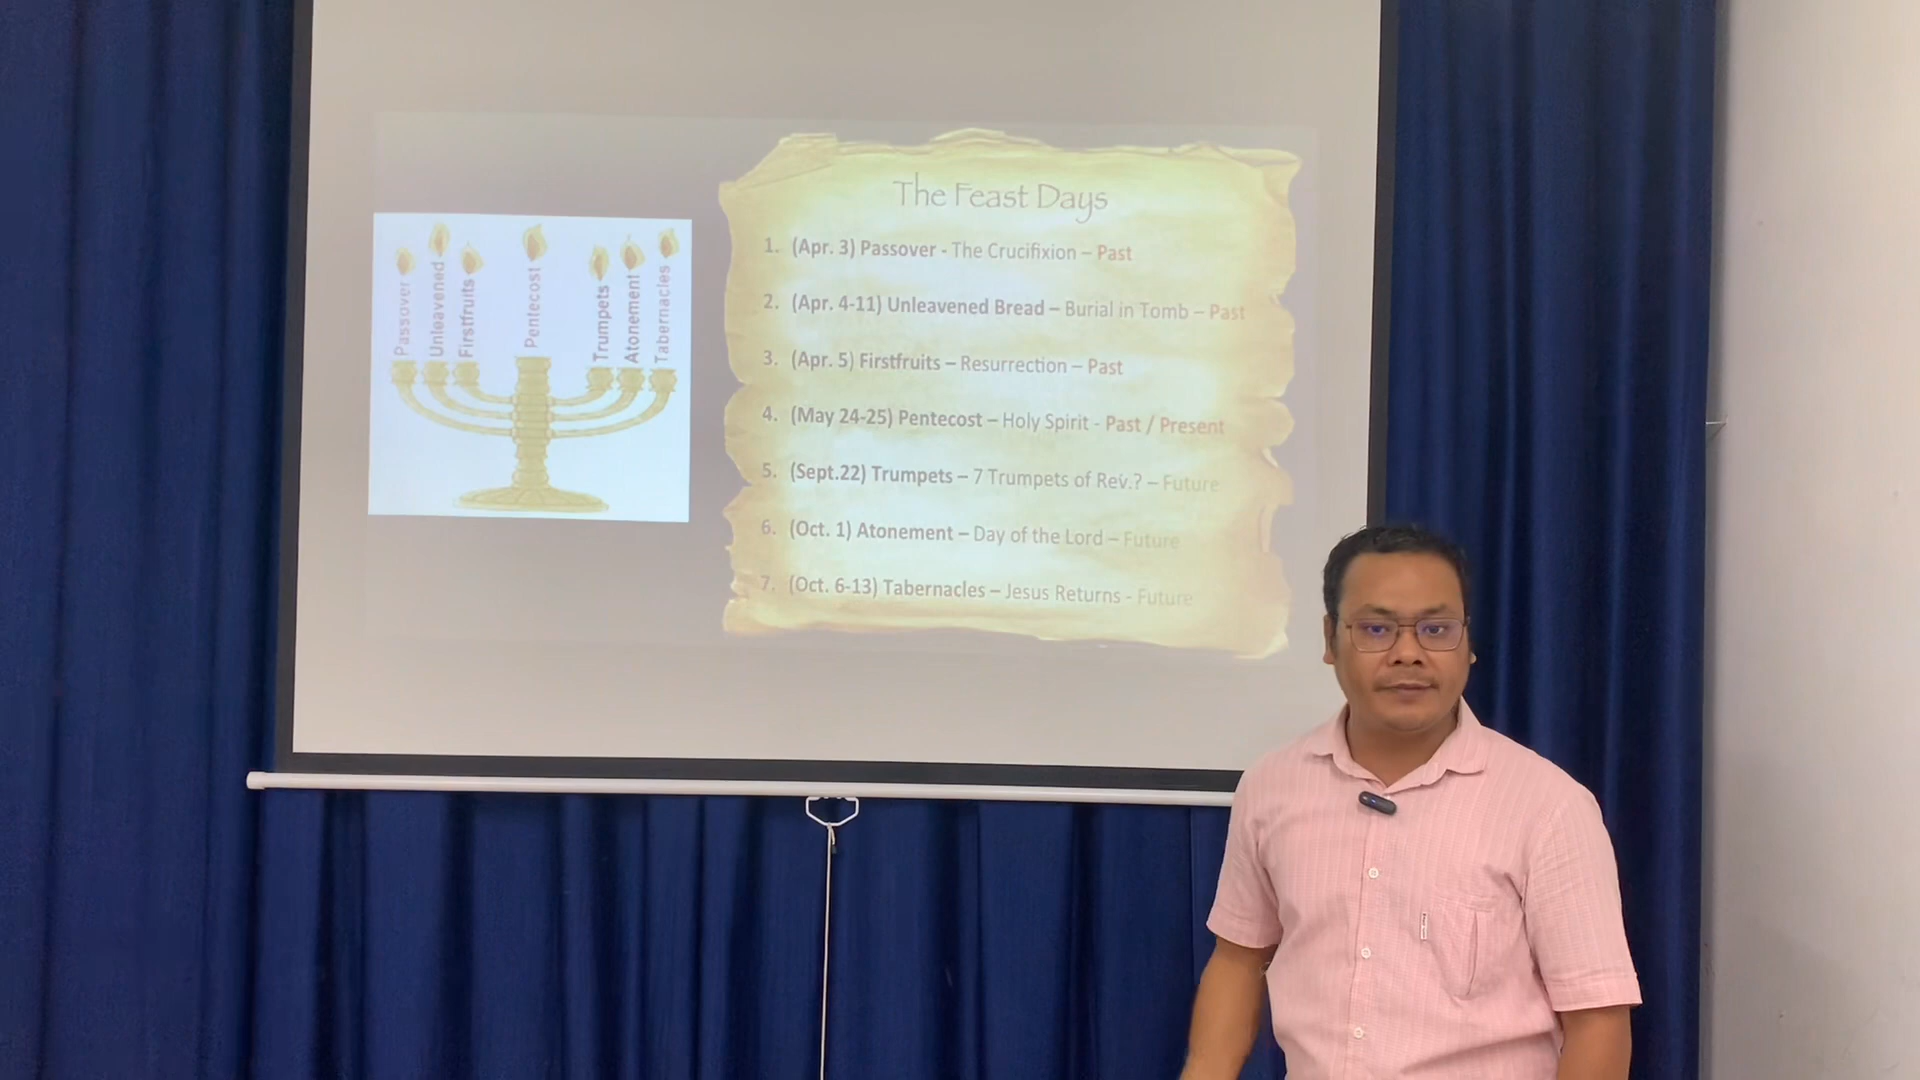 Passover
Unleavened
Firstfruits
Pentecost
Trumpets
Atonement
Tabernacles
The Feast Days
1. (Apr. 3) Passover - The Crucifixion – Past
2. (Apr. 4-11) Unleavened Bread – Burial in Tomb – Past
3. (Apr. 5) Firstfruits – Resurrection – Past
4. (May 24-25) Pentecost – Holy Spirit - Past / Present
5. (Sept.22) Trumpets – 7 Trumpets of Rev.? – Future
6. (Oct. 1) Atonement – Day of the Lord – Future
7. (Oct. 6-13) Tabernacles – Jesus Returns - Future